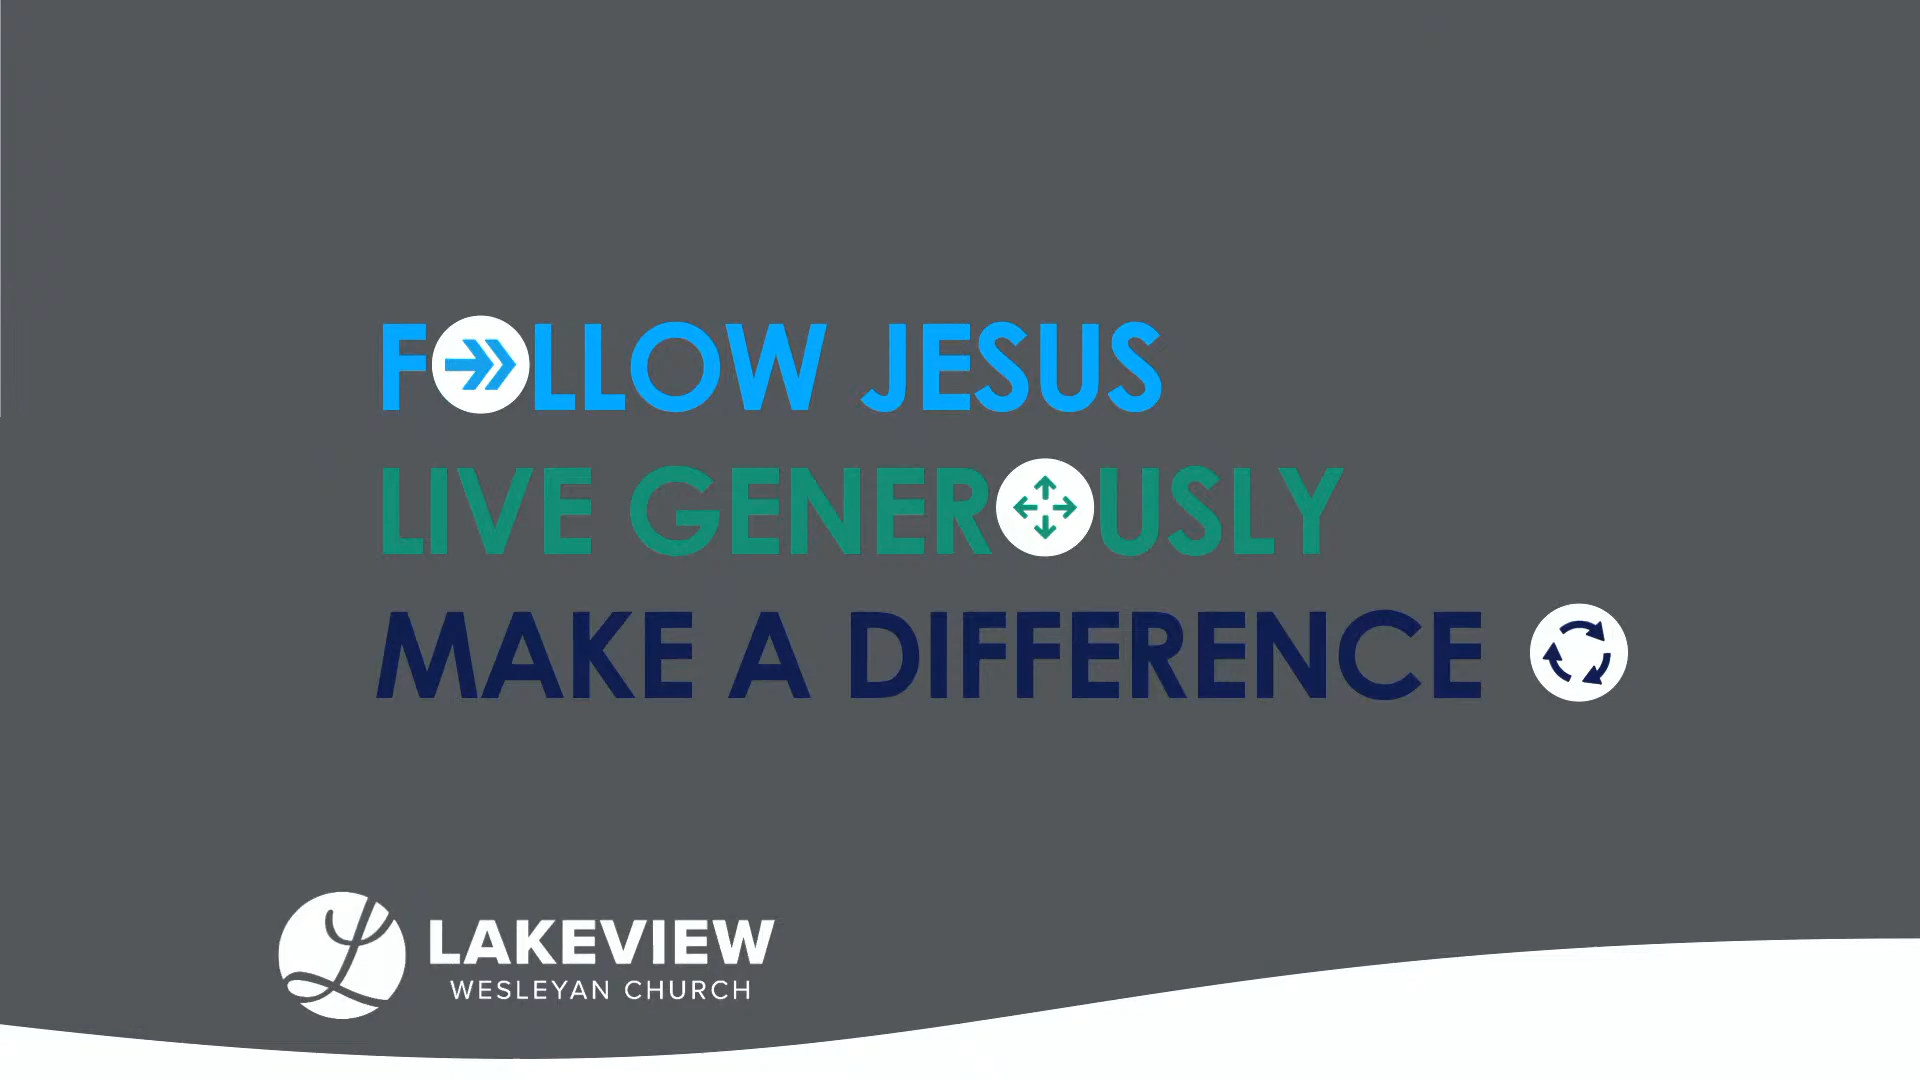 FOLLOW JESUS
LIVE GENEROUSLY
MAKE A DIFFERENCE
LAKEVIEW
WESLEYAN CHURCH